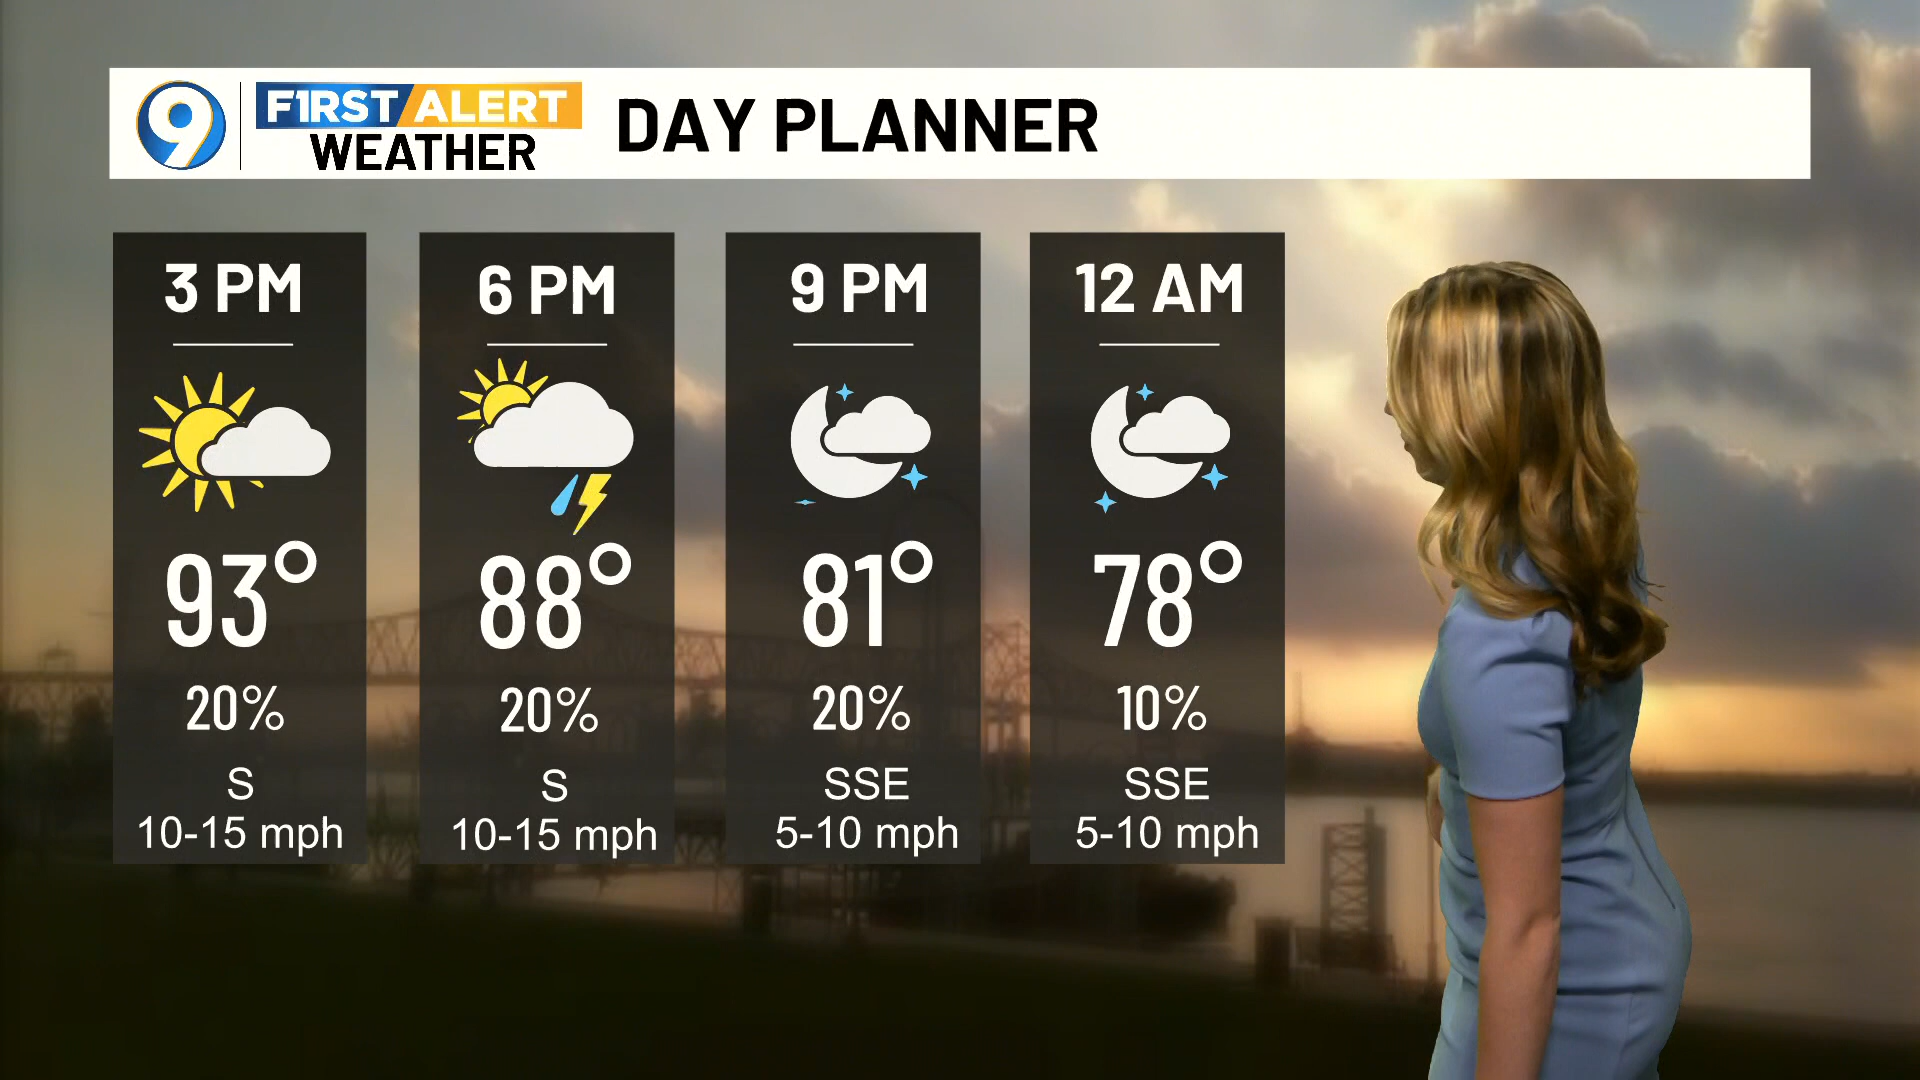 9 FIRST ALERT
WEATHER
DAY PLANNER
3 PM
93°
20%
S
10-15 mph
6 PM
88°
20%
S
10-15 mph
9 PM
81°
20%
SSE
5-10 mph
12 AM
78°
10%
SSE
5-10 mph